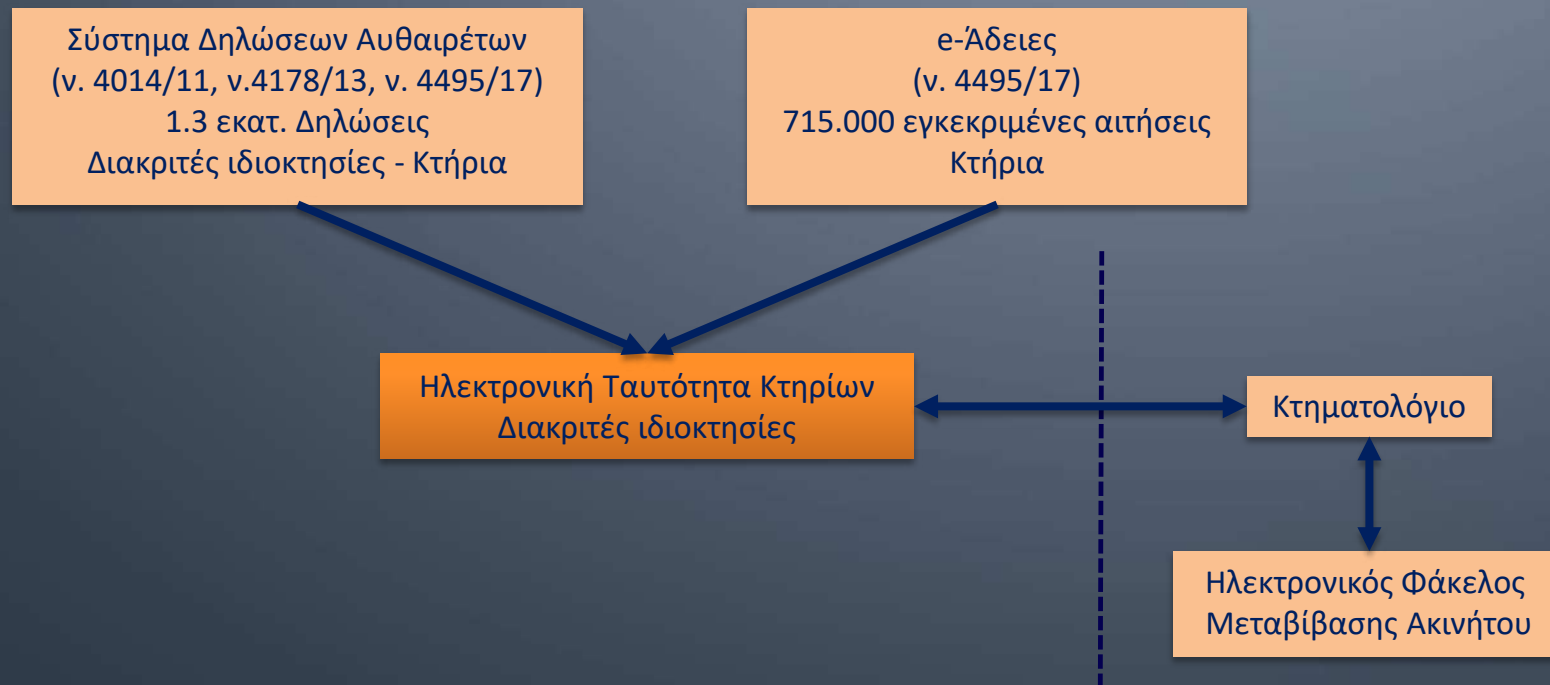 Σύστημα Δηλώσεων Αυθαιρέτων
(ν. 4014/11, ν.4178/13, ν. 4495/17)
1.3 εκατ. Δηλώσεις
Διακριτές ιδιοκτησίες - Κτήρια
e-Άδειες
(ν. 4495/17)
715.000 εγκεκριμένες αιτήσεις
Κτήρια
Ηλεκτρονική Ταυτότητα Κτηρίων
Διακριτές ιδιοκτησίες
Κτηματολόγιο
Ηλεκτρονικός Φάκελος
Μεταβίβασης Ακινήτου